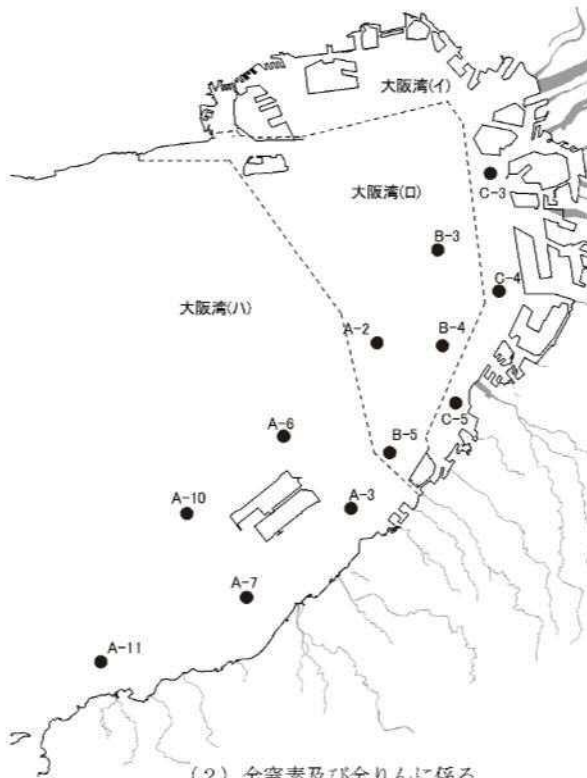 大阪湾(イ)
大阪湾(ロ)
C-3
B-3
C-4
大阪湾(ハ)
A-2
B-4
C-5
A-6
B-5
A-3
A-10
A-7
A-11
(2) 全窒素及び全りんに係る